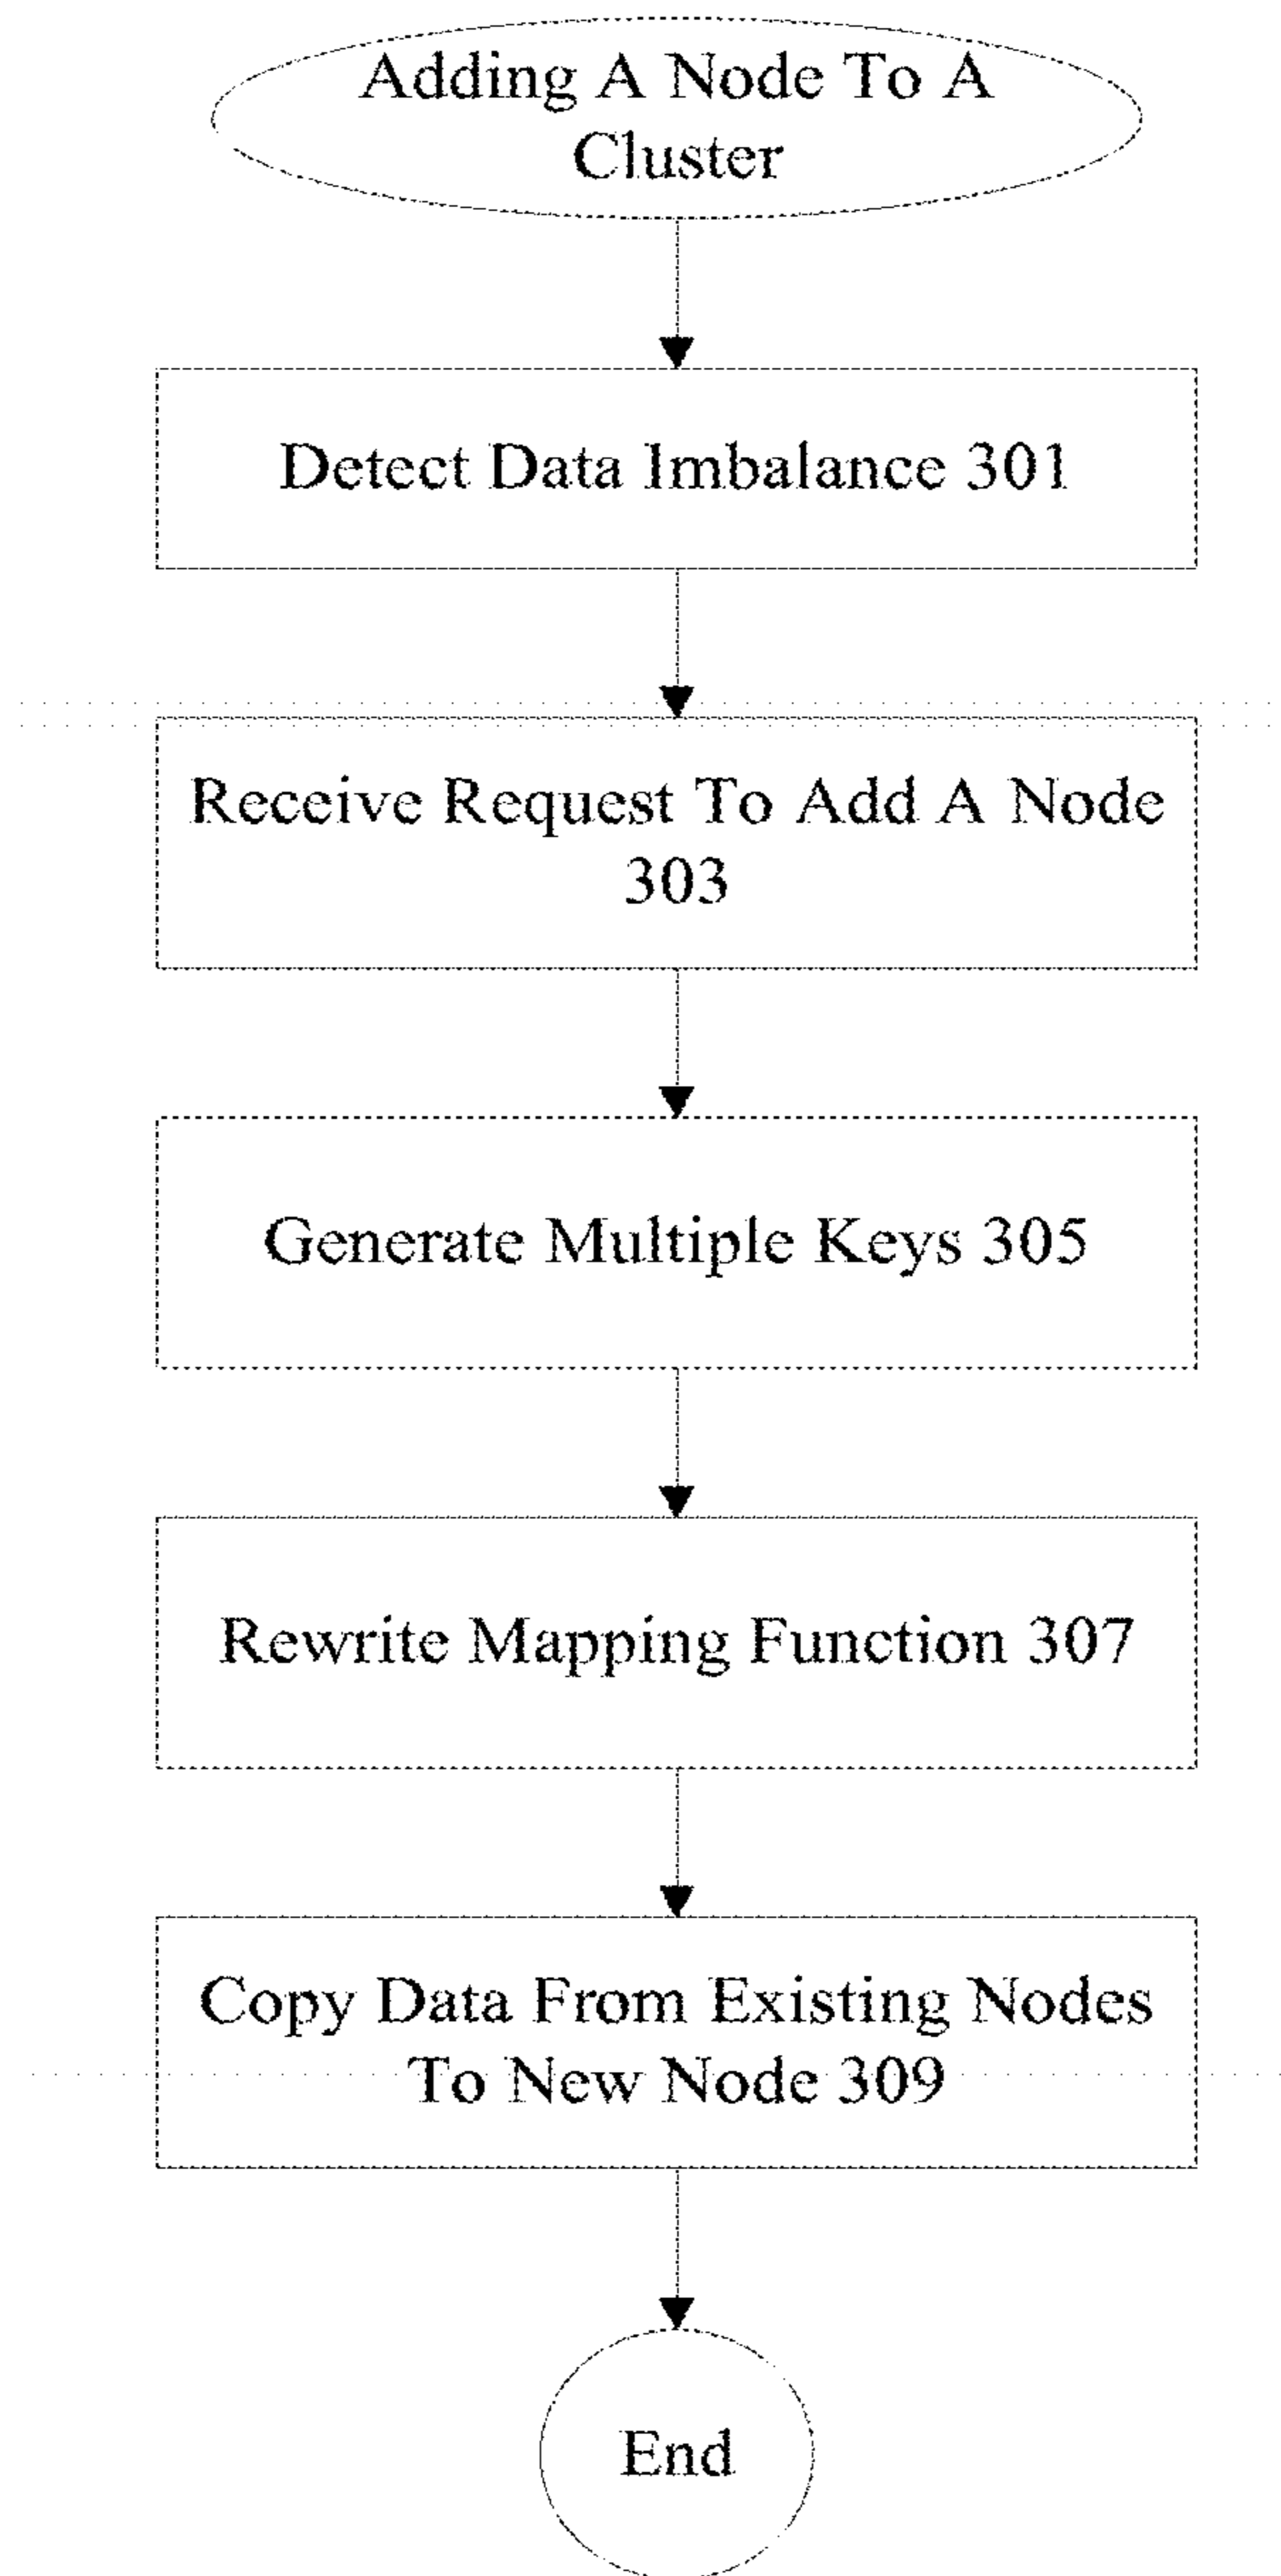 Adding A Node To A
Cluster
Detect Data Imbalance 301
Receive Request To Add A Node
303
Generate Multiple Keys 305
Rewrite Mapping Function 307
Copy Data From Existing Nodes
To New Node 309
End